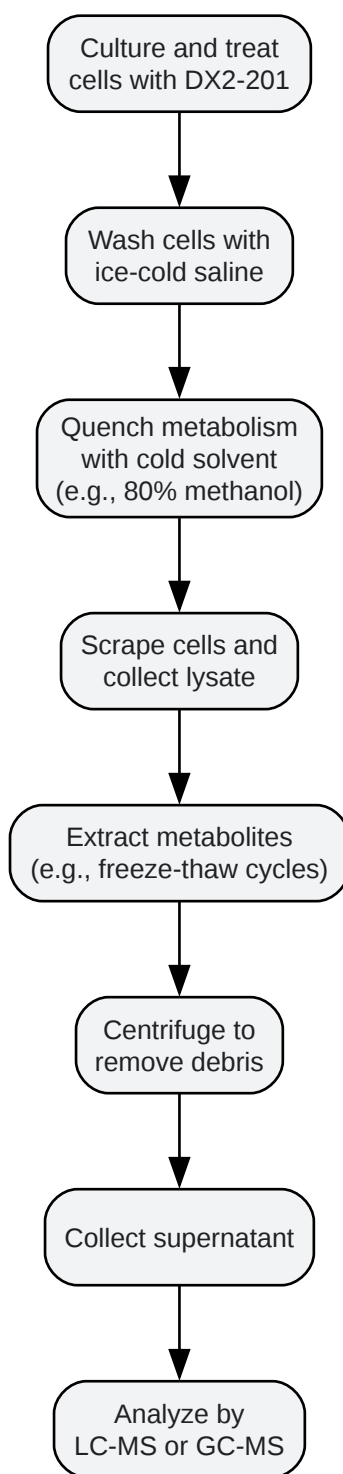 Culture and treat
cells with DX2-201
Wash cells with
ice-cold saline
Quench metabolism
with cold solvent
(e.g., 80% methanol)
Scrape cells and
collect lysate
Extract metabolites
(e.g., freeze-thaw cycles)
Centrifuge to
remove debris
Collect supernatant
Analyze by
LC-MS or GC-MS